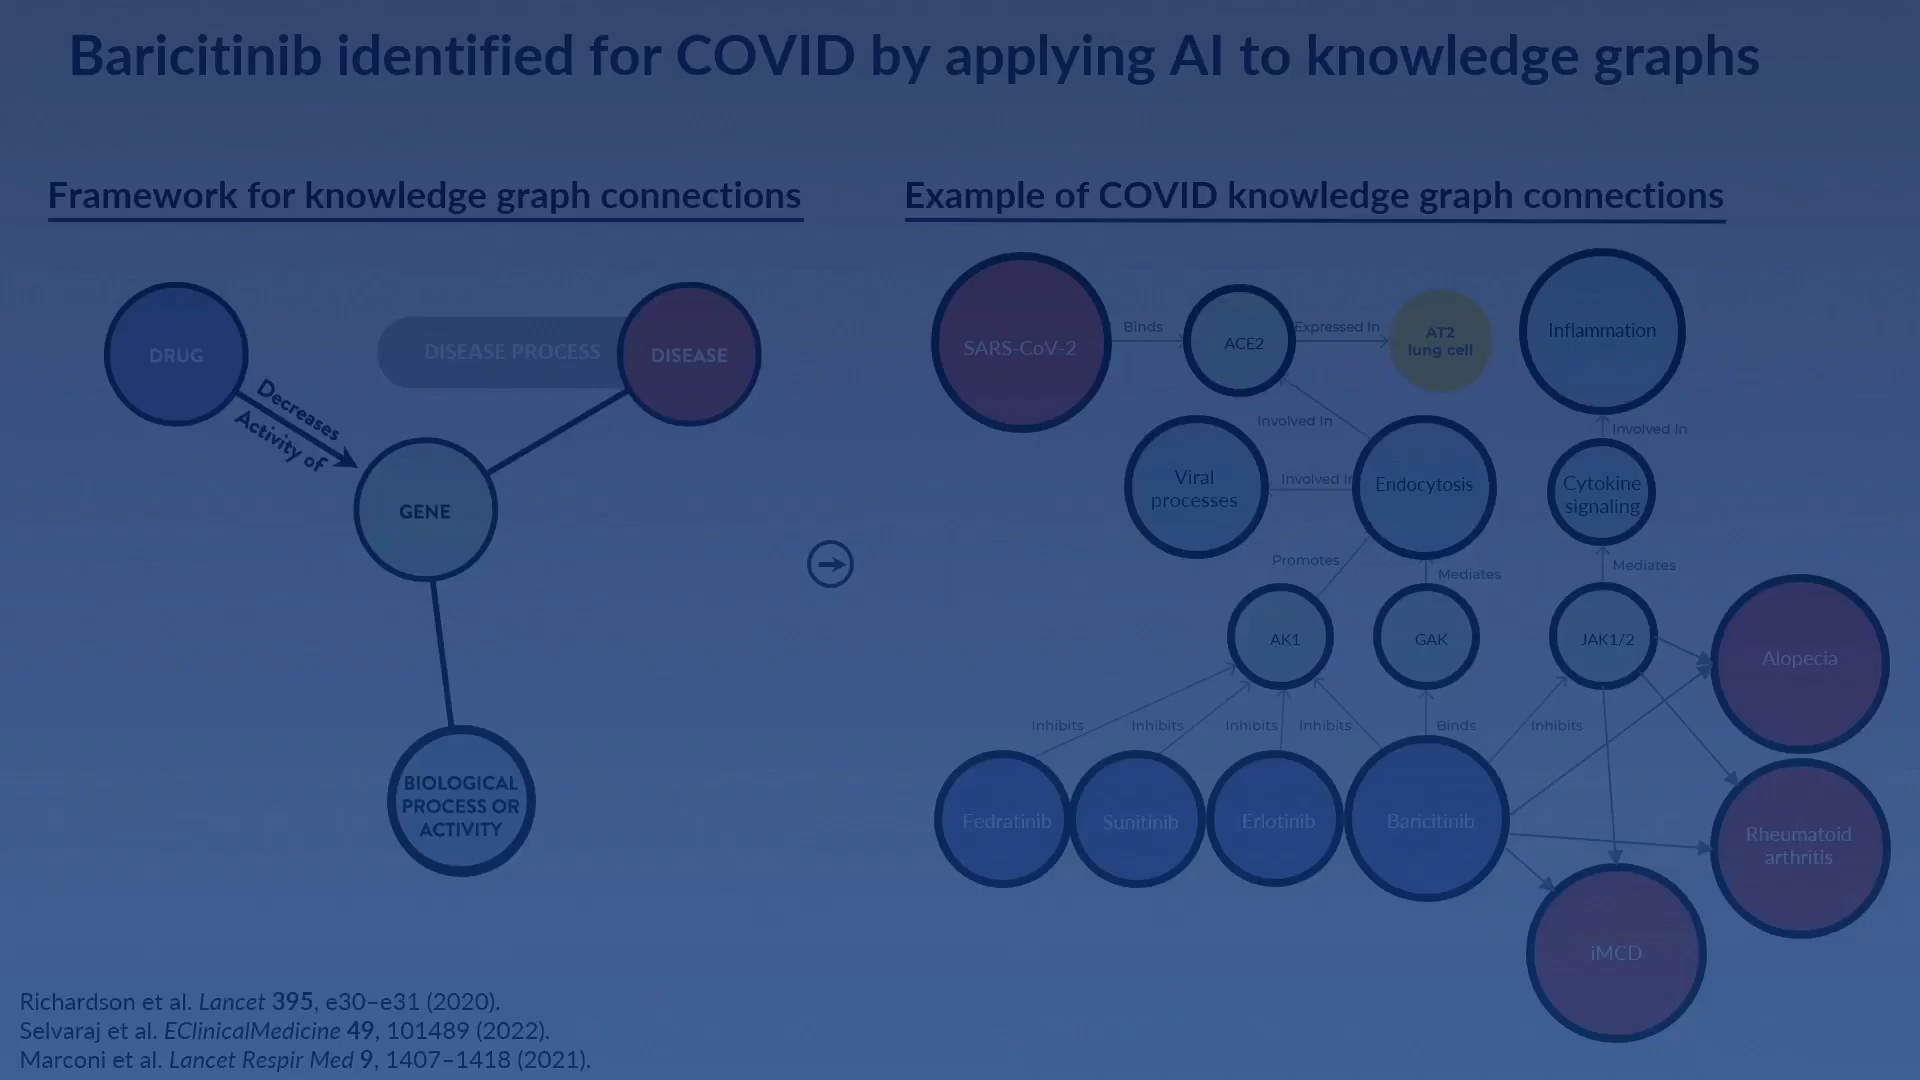 Baricitinib identified for COVID by applying AI to knowledge graphs
Framework for knowledge graph connections
DRUG
DISEASE PROCESS
DISEASE
Decreases
Activity of
GENE
BIOLOGICAL
PROCESS OR
ACTIVITY
Example of COVID knowledge graph connections
SARS-CoV-2
Binds
ACE2
Expressed In
AT2
lung cell
Inflammation
Involved In
Involved In
Viral
processes
Involved In
Endocytosis
Cytokine
signaling
Promotes
Mediates
Mediates
AK1
GAK
JAK1/2
Alopecia
Inhibits
Inhibits
Inhibits
Inhibits
Binds
Inhibits
Fedratinib
Sunitinib
Erlotinib
Baricitinib
Rheumatoid
arthritis
iMCD
Richardson et al. Lancet 395, e30–e31 (2020).
Selvaraj et al. EClinicalMedicine 49, 101489 (2022).
Marconi et al. Lancet Respir Med 9, 1407–1418 (2021).